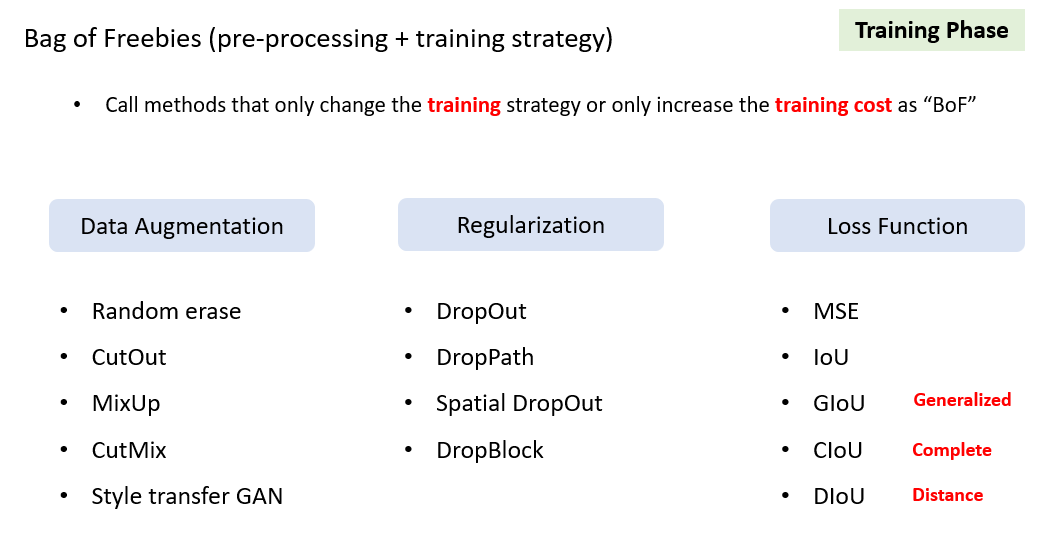 Bag of Freebies (pre-processing + training strategy)
Training Phase
• Call methods that only change the training strategy or only increase the training cost as “BoF”
Data Augmentation
• Random erase
• CutOut
• MixUp
• CutMix
• Style transfer GAN
Regularization
• DropOut
• DropPath
• Spatial DropOut
• DropBlock
Loss Function
• MSE
• IoU
• GIoU Generalized
• CIoU Complete
• DIoU Distance